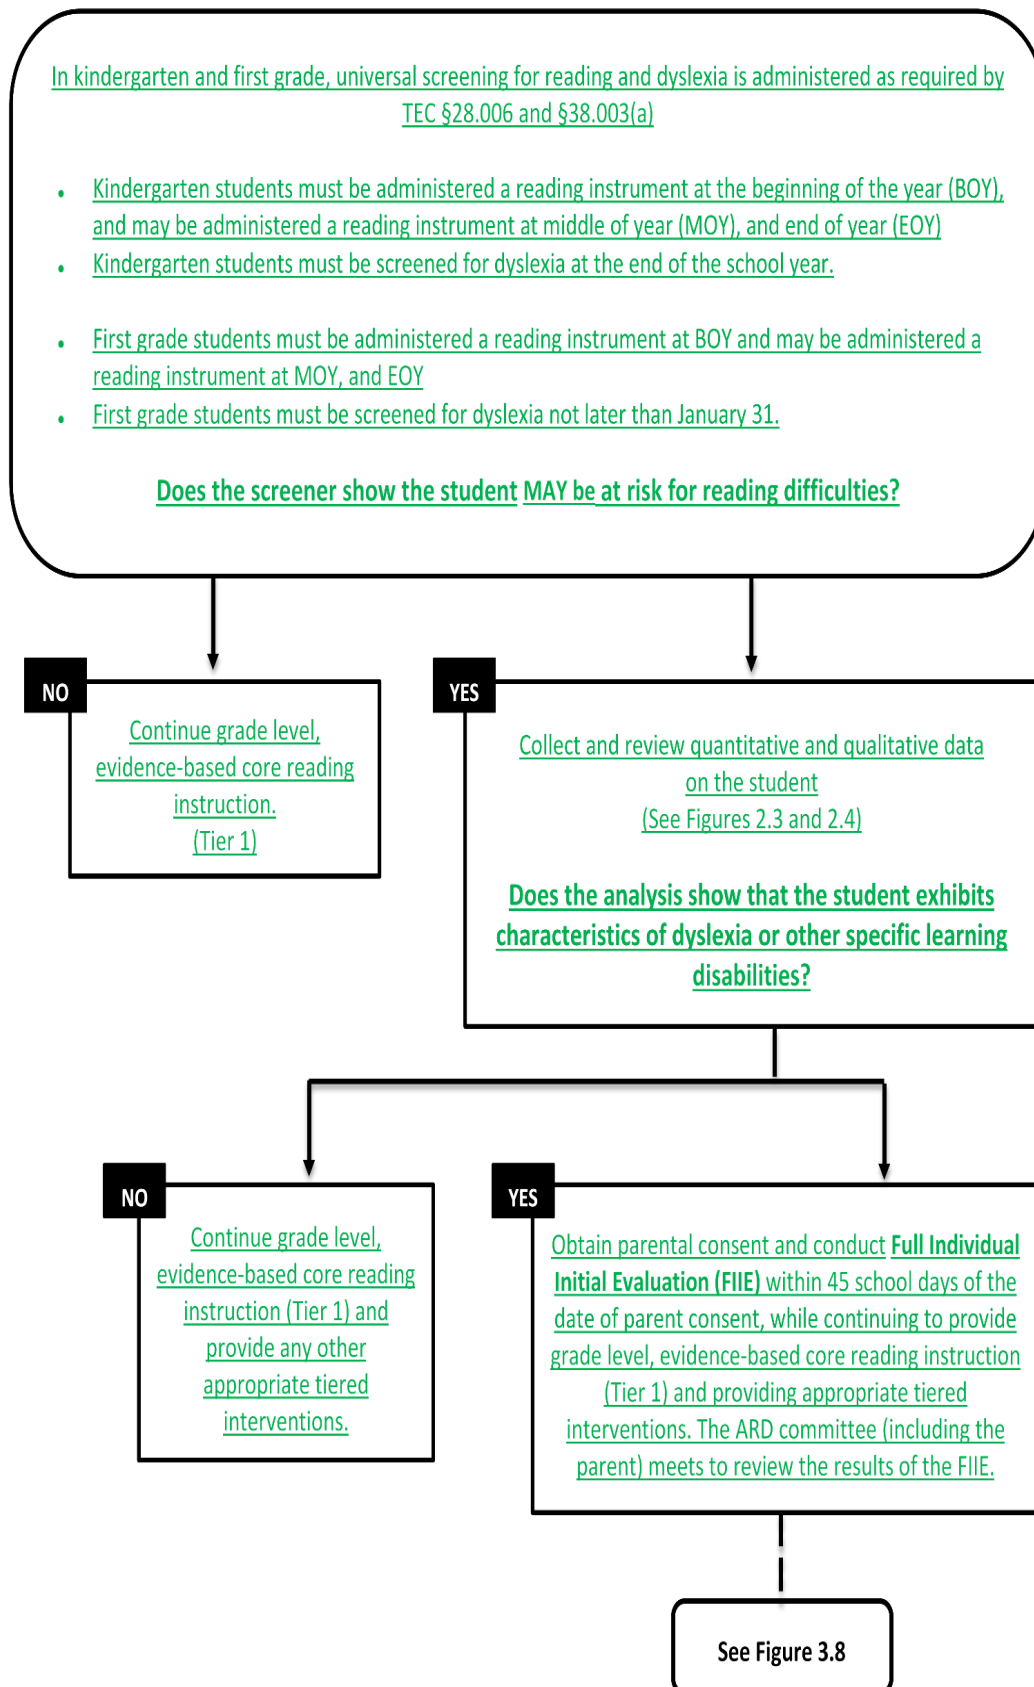 In kindergarten and first grade, universal screening for reading and dyslexia is administered as required by
TEC §28.006 and §38.003(a)
• Kindergarten students must be administered a reading instrument at the beginning of the year (BOY),
and may be administered a reading instrument at middle of year (MOY), and end of year (EOY)
• Kindergarten students must be screened for dyslexia at the end of the school year.
• First grade students must be administered a reading instrument at BOY and may be administered a
reading instrument at MOY, and EOY
• First grade students must be screened for dyslexia not later than January 31.
Does the screener show the student MAY be at risk for reading difficulties?
NO
Continue grade level,
evidence-based core reading
instruction.
(Tier 1)
YES
Collect and review quantitative and qualitative data
on the student
(See Figures 2.3 and 2.4)
Does the analysis show that the student exhibits
characteristics of dyslexia or other specific learning
disabilities?
NO
Continue grade level,
evidence-based core reading
instruction (Tier 1) and
provide any other
appropriate tiered
interventions.
YES
Obtain parental consent and conduct Full Individual
Initial Evaluation (FIIE) within 45 school days of the
date of parent consent, while continuing to provide
grade level, evidence-based core reading instruction
(Tier 1) and providing appropriate tiered
interventions. The ARD committee (including the
parent) meets to review the results of the FIIE.
See Figure 3.8